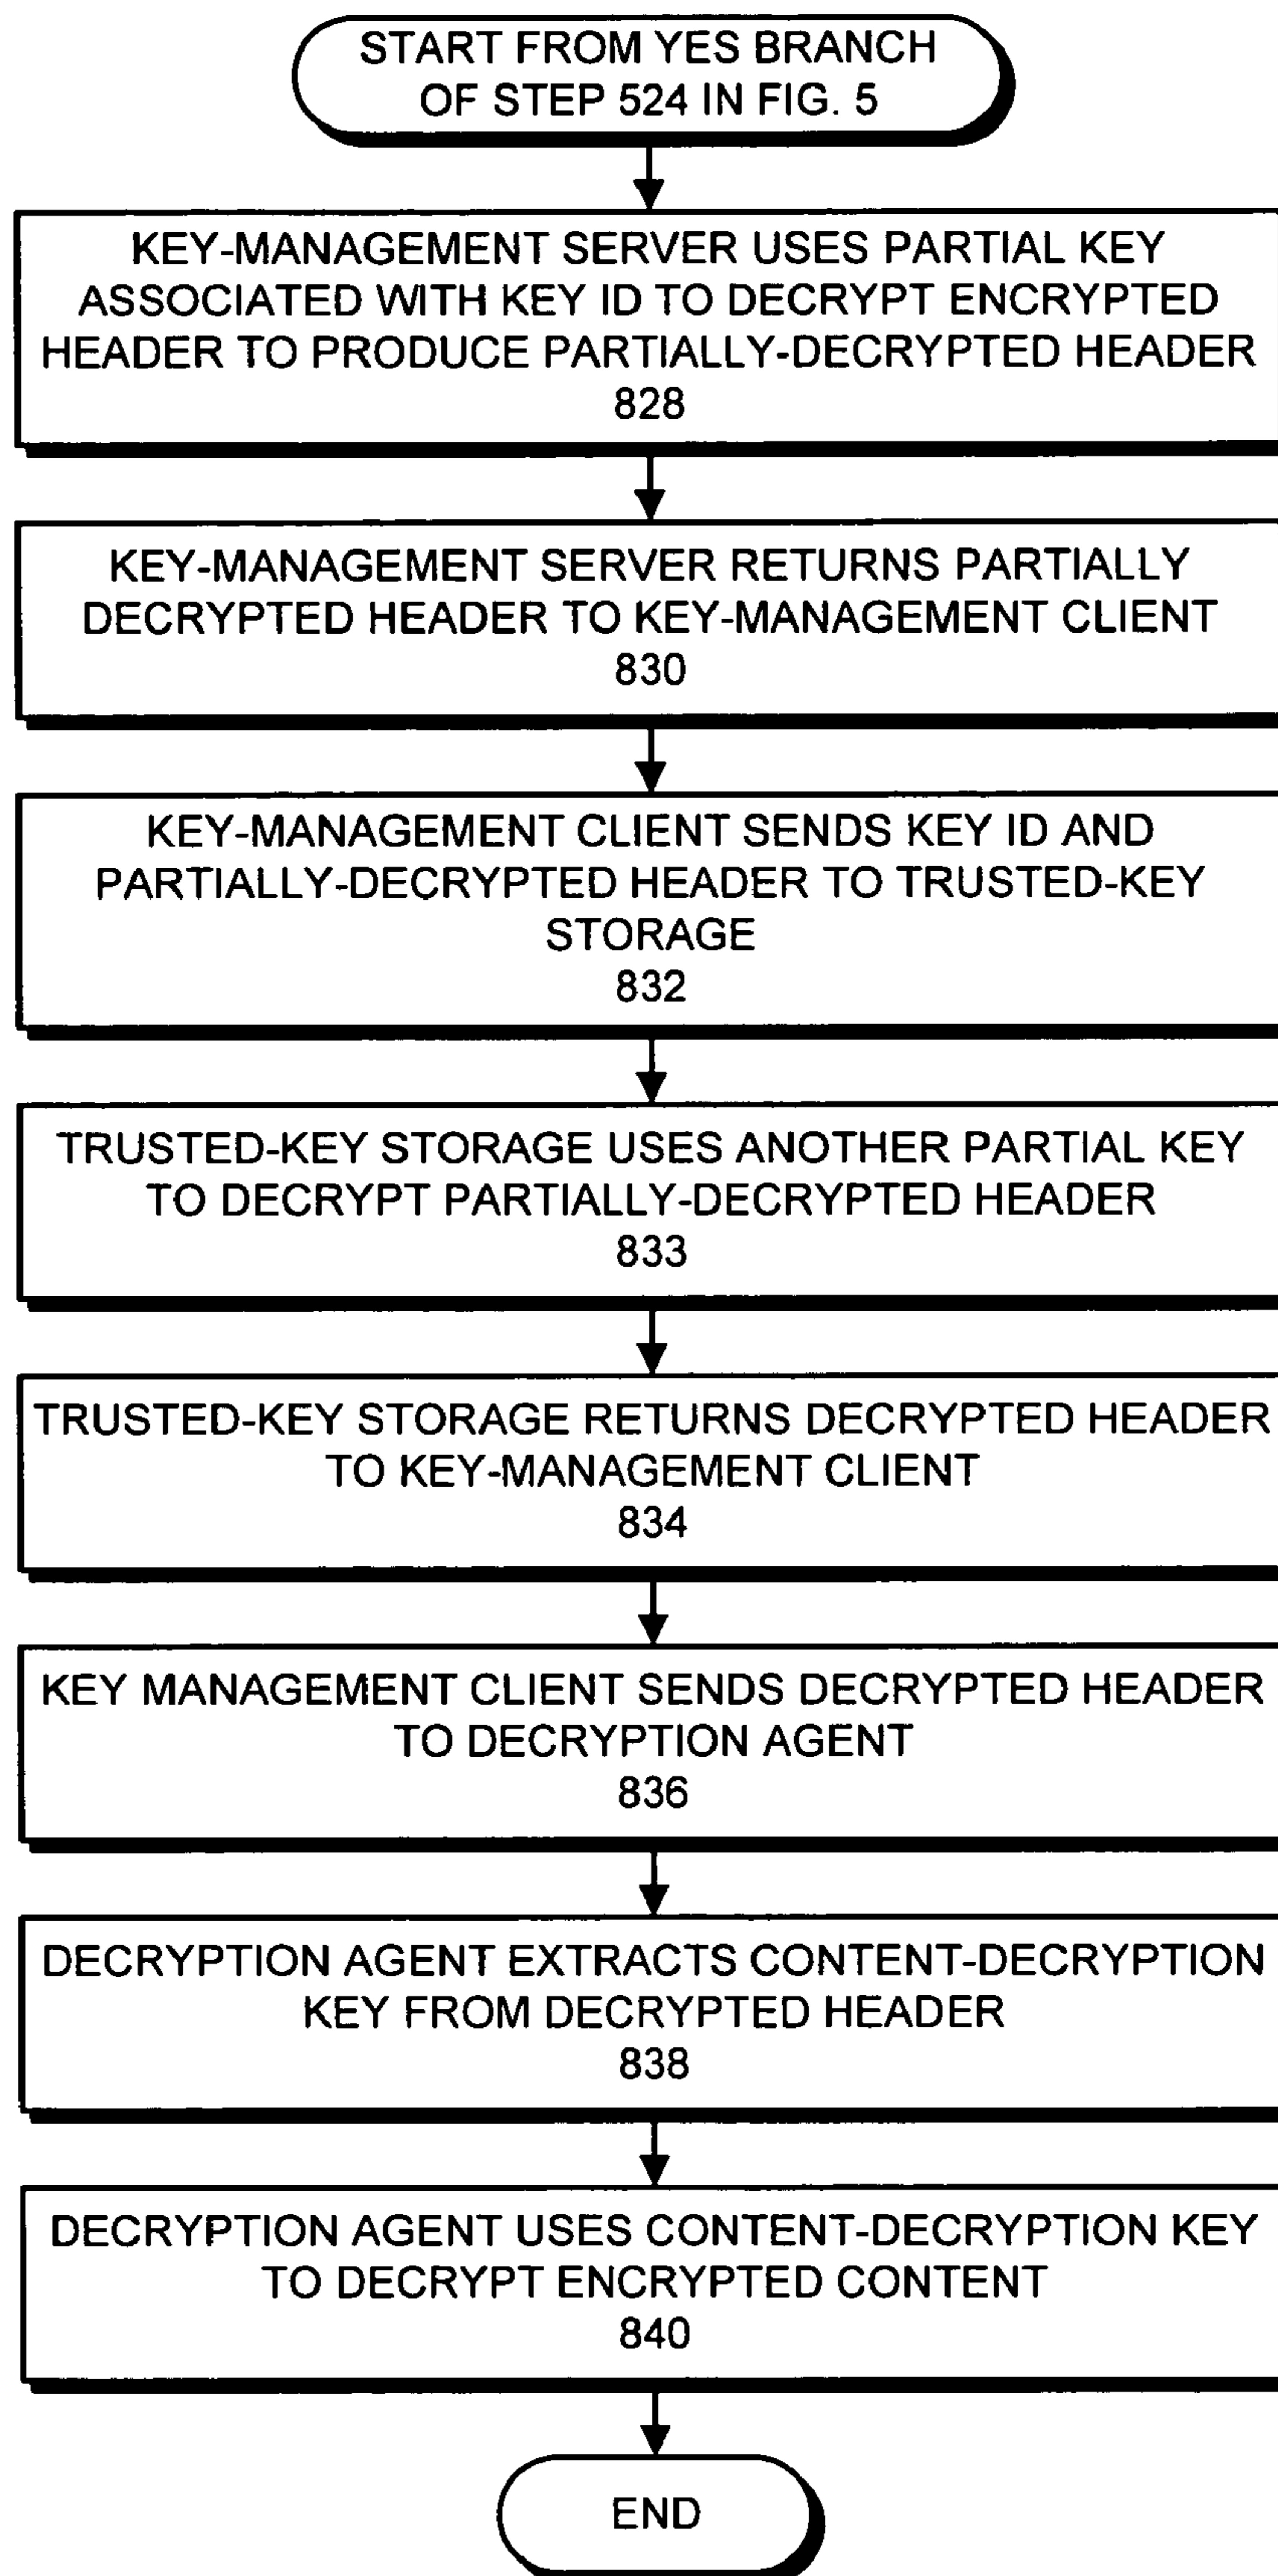 START FROM YES BRANCH
OF STEP 524 IN FIG. 5
KEY-MANAGEMENT SERVER USES PARTIAL KEY
ASSOCIATED WITH KEY ID TO DECRYPT ENCRYPTED
HEADER TO PRODUCE PARTIALLY-DECRYPTED HEADER
828
KEY-MANAGEMENT SERVER RETURNS PARTIALLY
DECRYPTED HEADER TO KEY-MANAGEMENT CLIENT
830
KEY-MANAGEMENT CLIENT SENDS KEY ID AND
PARTIALLY-DECRYPTED HEADER TO TRUSTED-KEY
STORAGE
832
TRUSTED-KEY STORAGE USES ANOTHER PARTIAL KEY
TO DECRYPT PARTIALLY-DECRYPTED HEADER
833
TRUSTED-KEY STORAGE RETURNS DECRYPTED HEADER
TO KEY-MANAGEMENT CLIENT
834
KEY MANAGEMENT CLIENT SENDS DECRYPTED HEADER
TO DECRYPTION AGENT
836
DECRYPTION AGENT EXTRACTS CONTENT-DECRYPTION
KEY FROM DECRYPTED HEADER
838
DECRYPTION AGENT USES CONTENT-DECRYPTION KEY
TO DECRYPT ENCRYPTED CONTENT
840
END